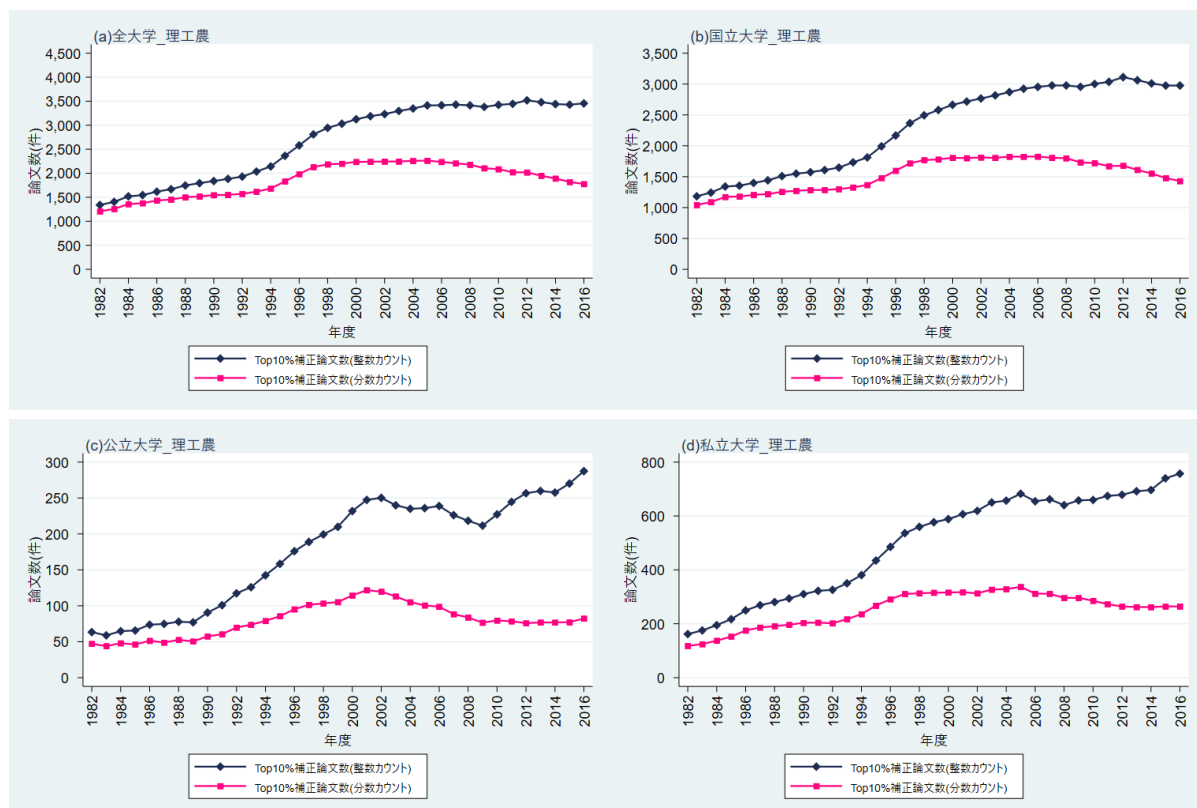 (a)全大学_理工農
論文数(件)
4,500
4,000
3,500
3,000
2,500
2,000
1,500
1,000
500
0
1982 1984 1986 1988 1990 1992 1994 1996 1998 2000 2002 2004 2006 2008 2010 2012 2014 2016
年度
Top10%補正論文数(整数カウント)
Top10%補正論文数(分数カウント)
(b)国立大学_理工農
論文数(件)
3,500
3,000
2,500
2,000
1,500
1,000
500
0
1982 1984 1986 1988 1990 1992 1994 1996 1998 2000 2002 2004 2006 2008 2010 2012 2014 2016
年度
Top10%補正論文数(整数カウント)
Top10%補正論文数(分数カウント)
(c)公立大学_理工農
論文数(件)
300
250
200
150
100
50
0
1982 1984 1986 1988 1990 1992 1994 1996 1998 2000 2002 2004 2006 2008 2010 2012 2014 2016
年度
Top10%補正論文数(整数カウント)
Top10%補正論文数(分数カウント)
(d)私立大学_理工農
論文数(件)
800
600
400
200
0
1982 1984 1986 1988 1990 1992 1994 1996 1998 2000 2002 2004 2006 2008 2010 2012 2014 2016
年度
Top10%補正論文数(整数カウント)
Top10%補正論文数(分数カウント)